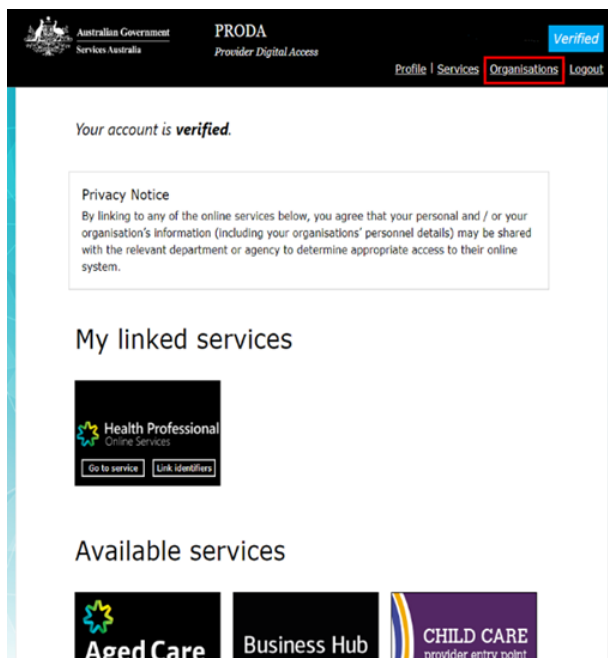 Australian Government
Services Australia
PRODA
Provider Digital Access
Verified
Profile | Services Organisations Logout
Your account is verified.
Privacy Notice
By linking to any of the online services below, you agree that your personal and / or your
organisation's information (including your organisations' personnel details) may be shared
with the relevant department or agency to determine appropriate access to their online
system.
My linked services
Health Professional
Online Services
Go to service Link identifiers
Available services
Aged Care
Business Hub
CHILD CARE
provider entry point